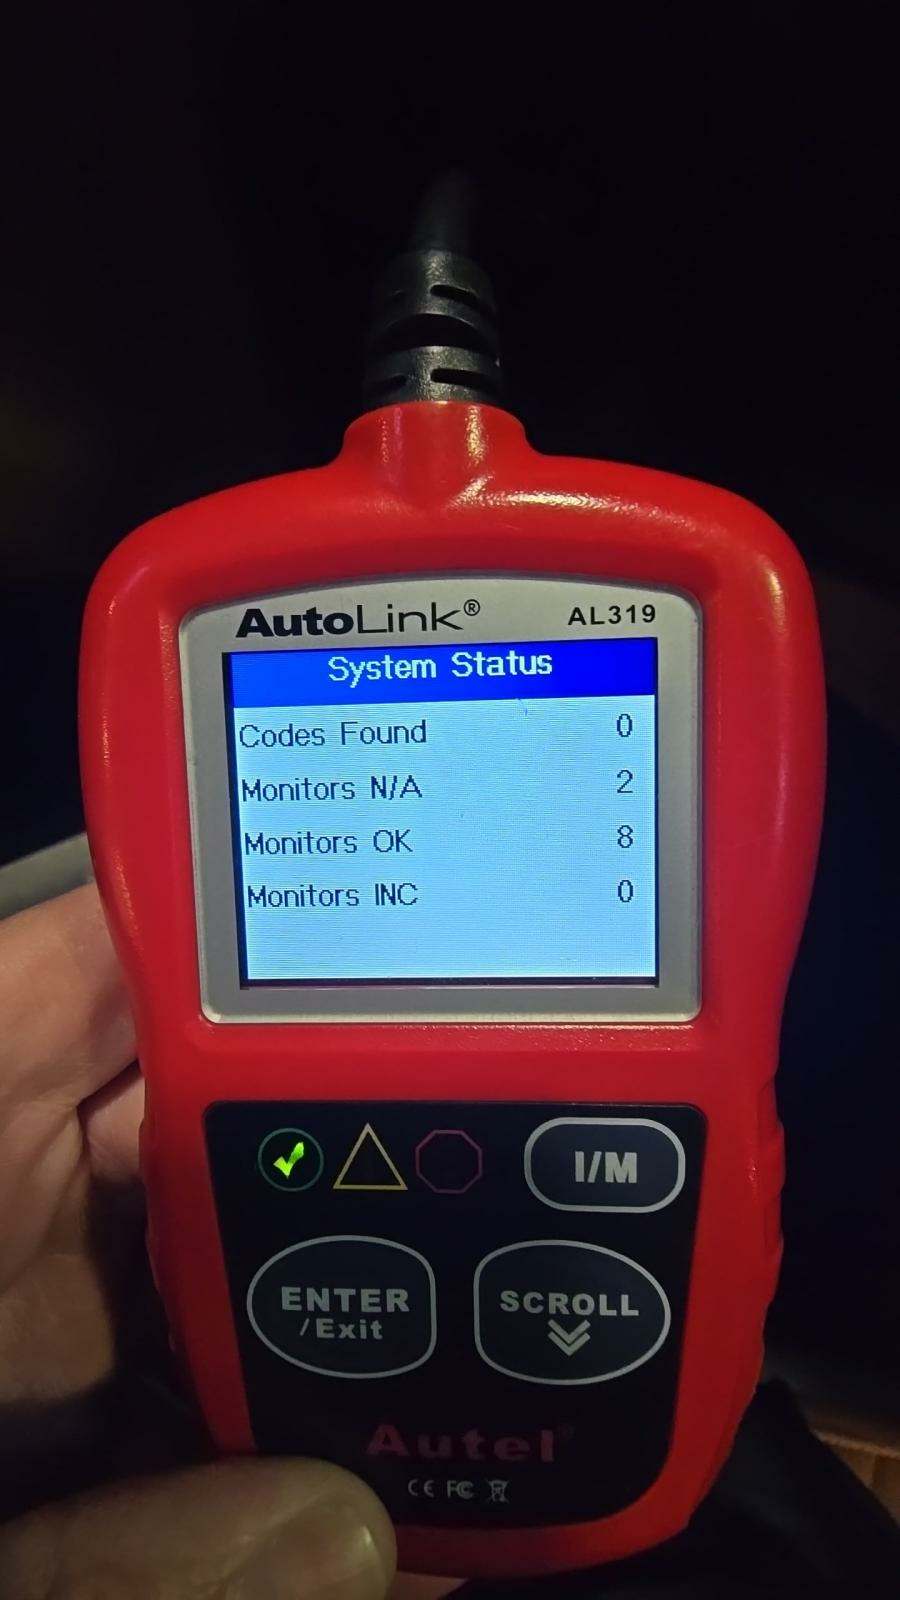 AutoLink® AL319
System Status
Codes Found 0
Monitors N/A 2
Monitors OK 8
Monitors INC 0
I/M
ENTER
/Exit
SCROLL
Autel®
CE FC